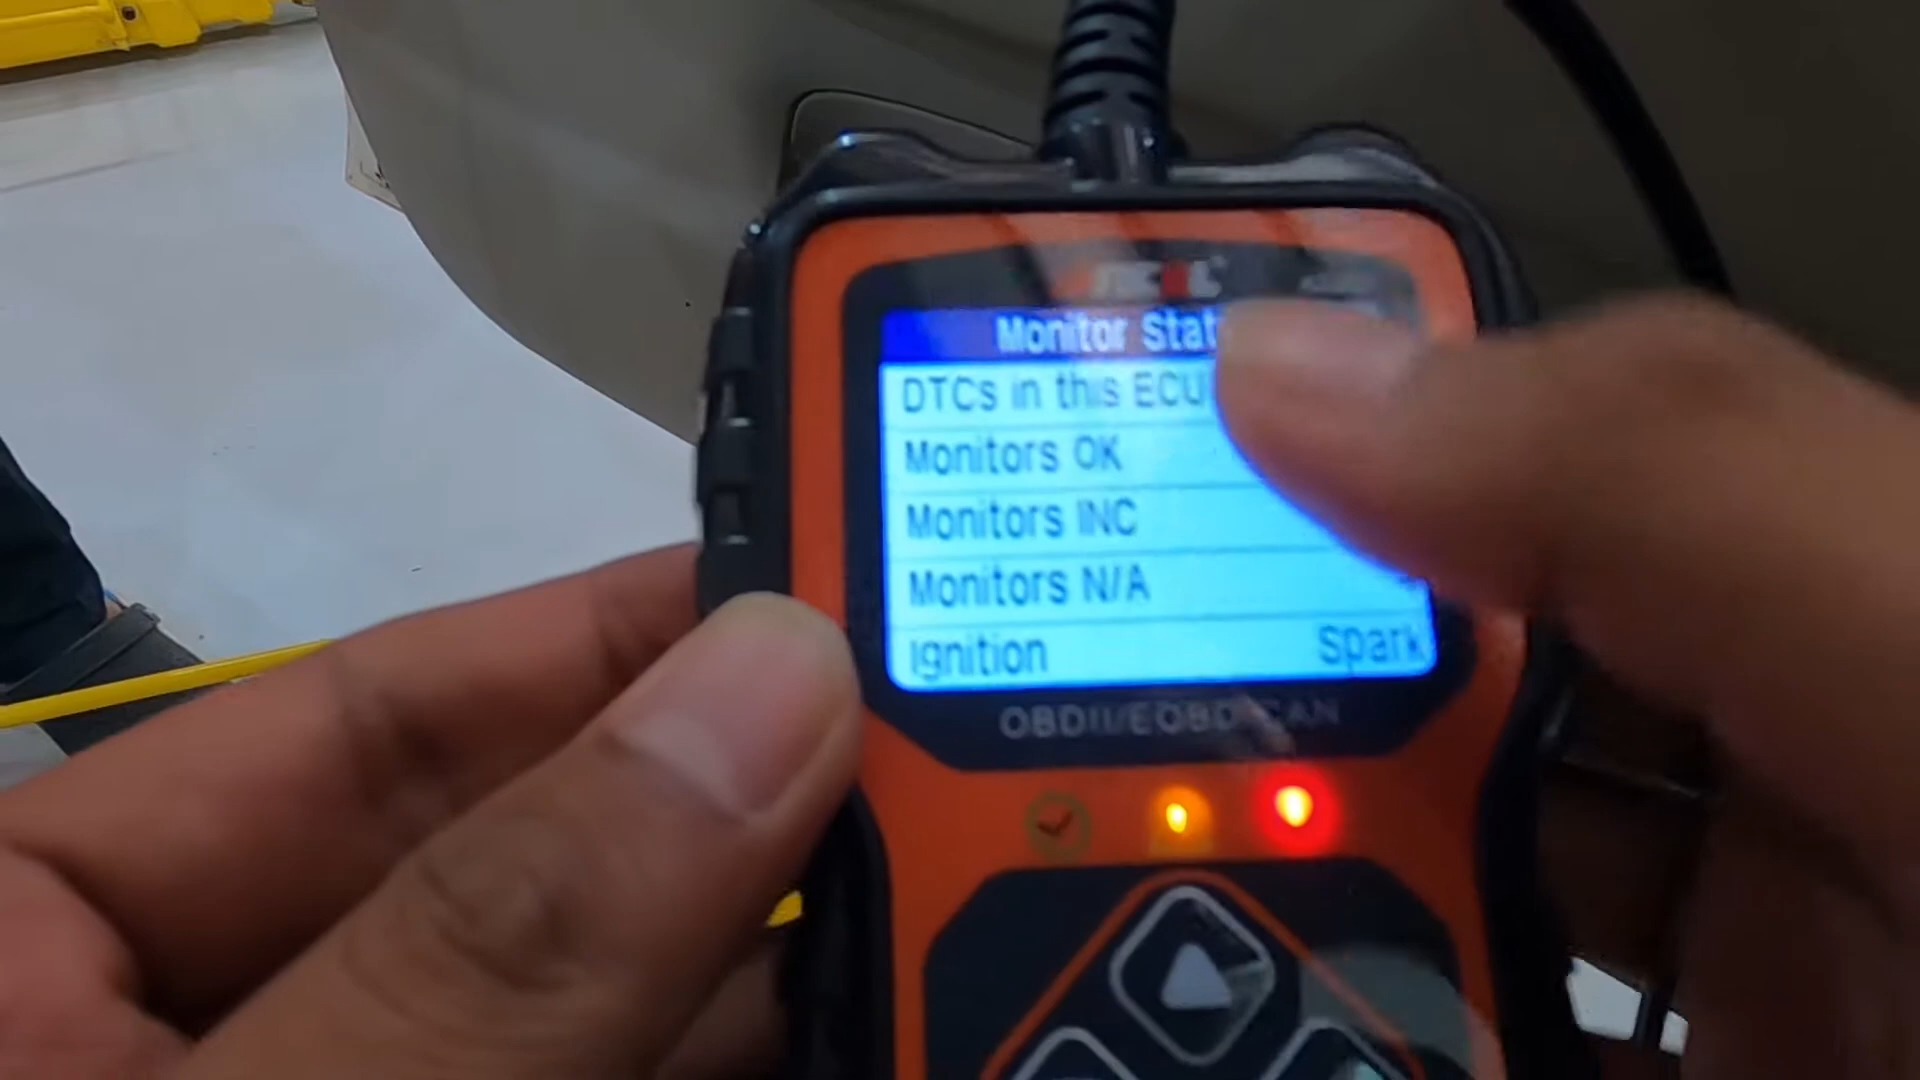 Monitor Stat
DTCs in this ECU
Monitors OK
Monitors INC
Monitors N/A
Ignition Spark
OBDII/EOBD CAN